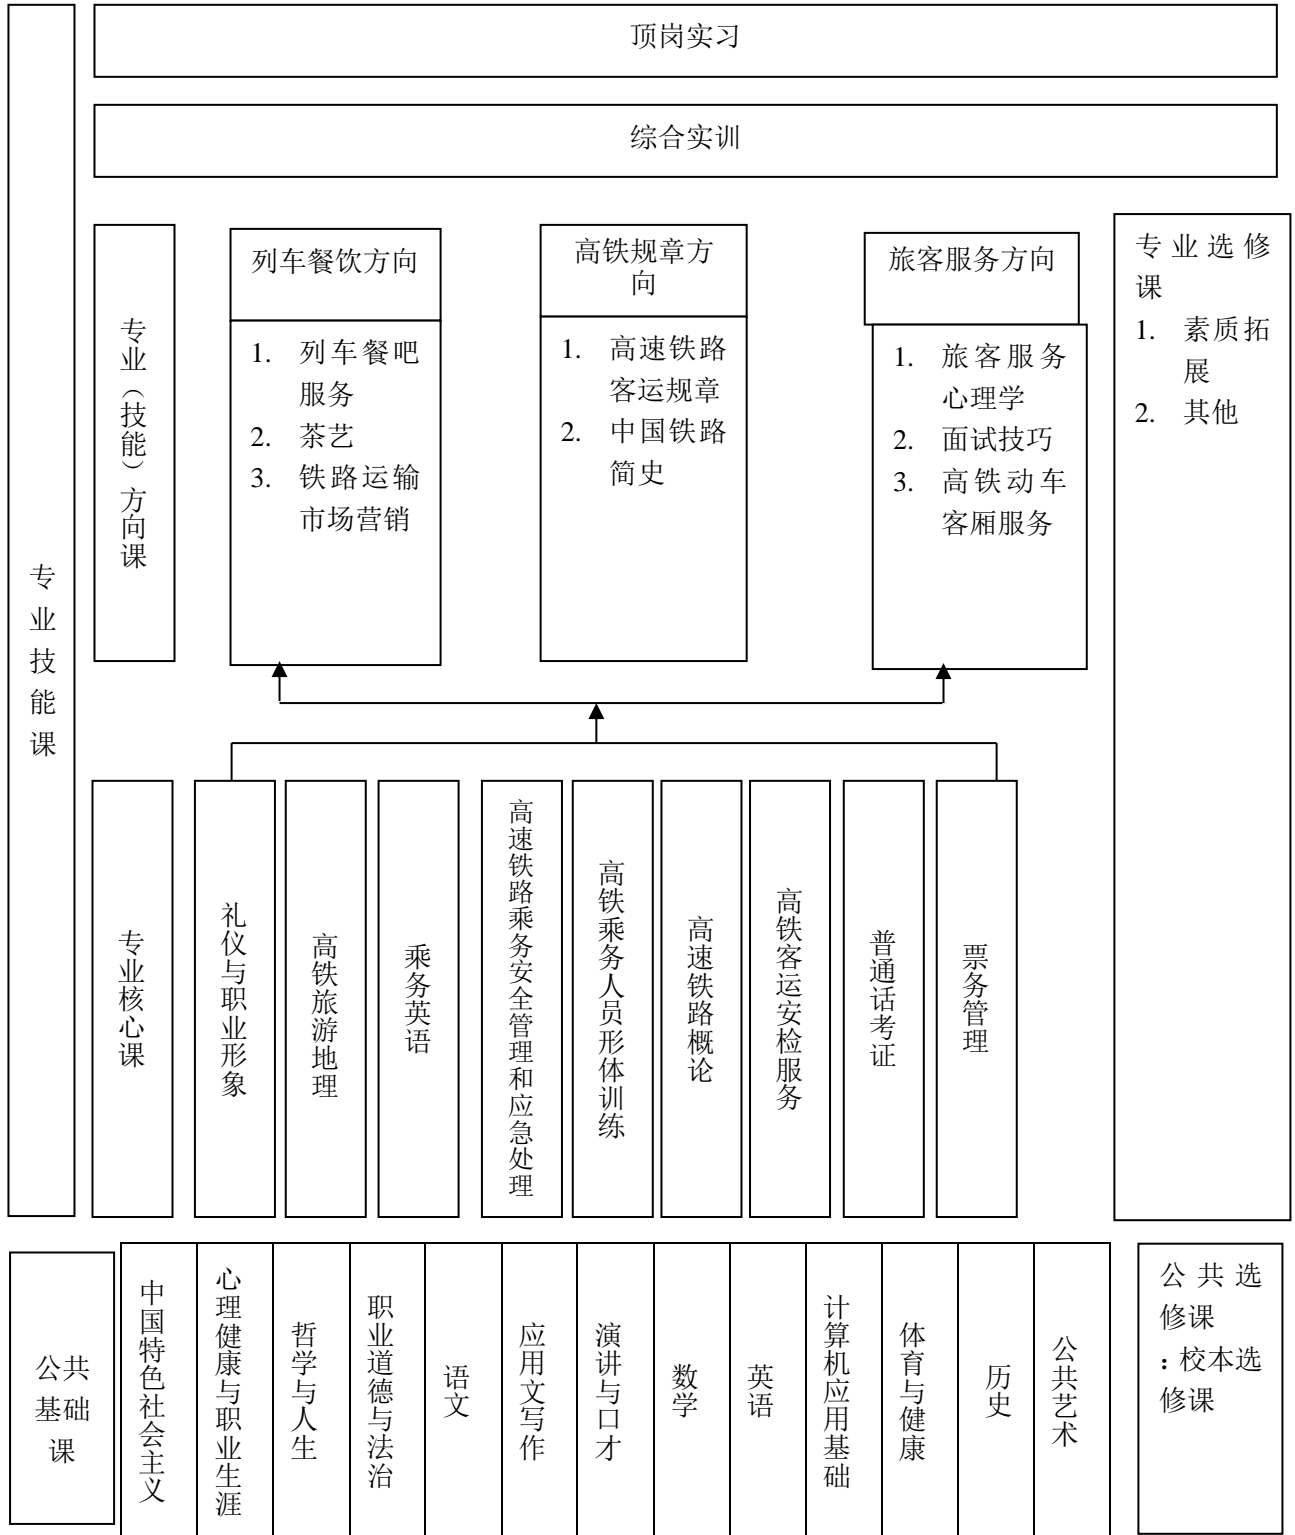 顶岗实习
综合实训
专业技能课
专业（技能）方向课
列车餐饮方向
1. 列车餐吧
服务
2. 茶艺
3. 铁路运输
市场营销
高铁规章方
向
1. 高速铁路
客运规章
2. 中国铁路
简史
旅客服务方向
1. 旅客服务
心理学
2. 面试技巧
3. 高铁动车
客厢服务
专业选修
课
1. 素质拓
展
2. 其他
专业核心课
礼仪与职业形象
高铁旅游地理
乘务英语
高速铁路乘务安全管理和应急处理
高铁乘务人员形体训练
高速铁路概论
高铁客运安检服务
普通话考证
票务管理
公共
基础
课
中国特色社会主义
心理健康与职业生涯
哲学与人生
职业道德与法治
语文
应用文写作
演讲与口才
数学
英语
计算机应用基础
体育与健康
历史
公共艺术
公共选
修课
：校本选
修课